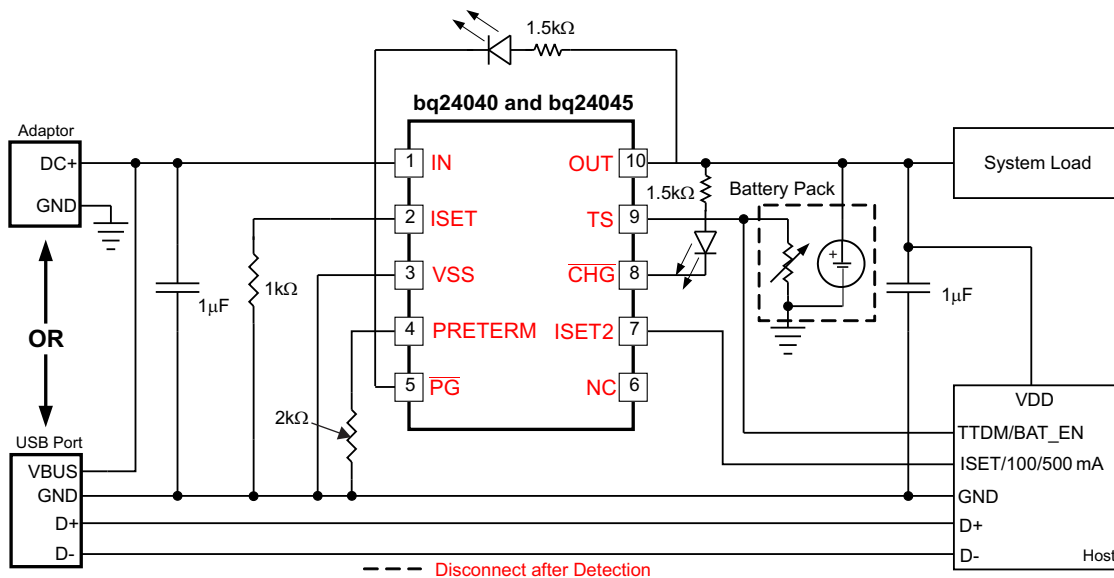 1.5kΩ
bq24040 and bq24045
Adaptor
DC+
GND
1 IN
2 ISET
3 VSS
4 PRETERM
5 PG
OUT 10
TS 9
CHG 8
ISET2 7
NC 6
1.5kΩ
Battery Pack
+
System Load
1µF
1kΩ
2kΩ
1µF
OR
USB Port
VBUS
GND
D+
D-
VDD
TTDM/BAT_EN
ISET/100/500 mA
GND
D+
D-
Host
Disconnect after Detection